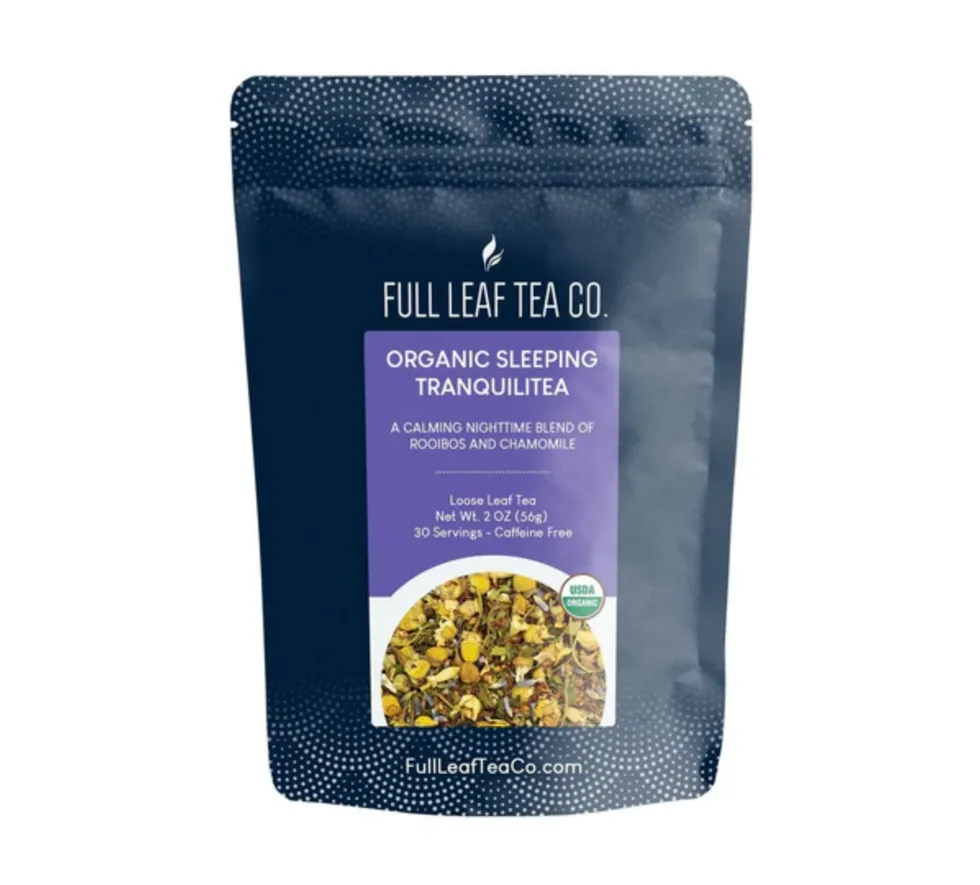 FULL LEAF TEA CO.
ORGANIC SLEEPING
TRANQUILITEA
A CALMING NIGHTTIME BLEND OF
ROOIBOS AND CHAMOMILE
Loose Leaf Tea
Net Wt. 2 OZ (56g)
30 Servings - Caffeine Free
USDA
ORGANIC
FullLeafTeaCo.com